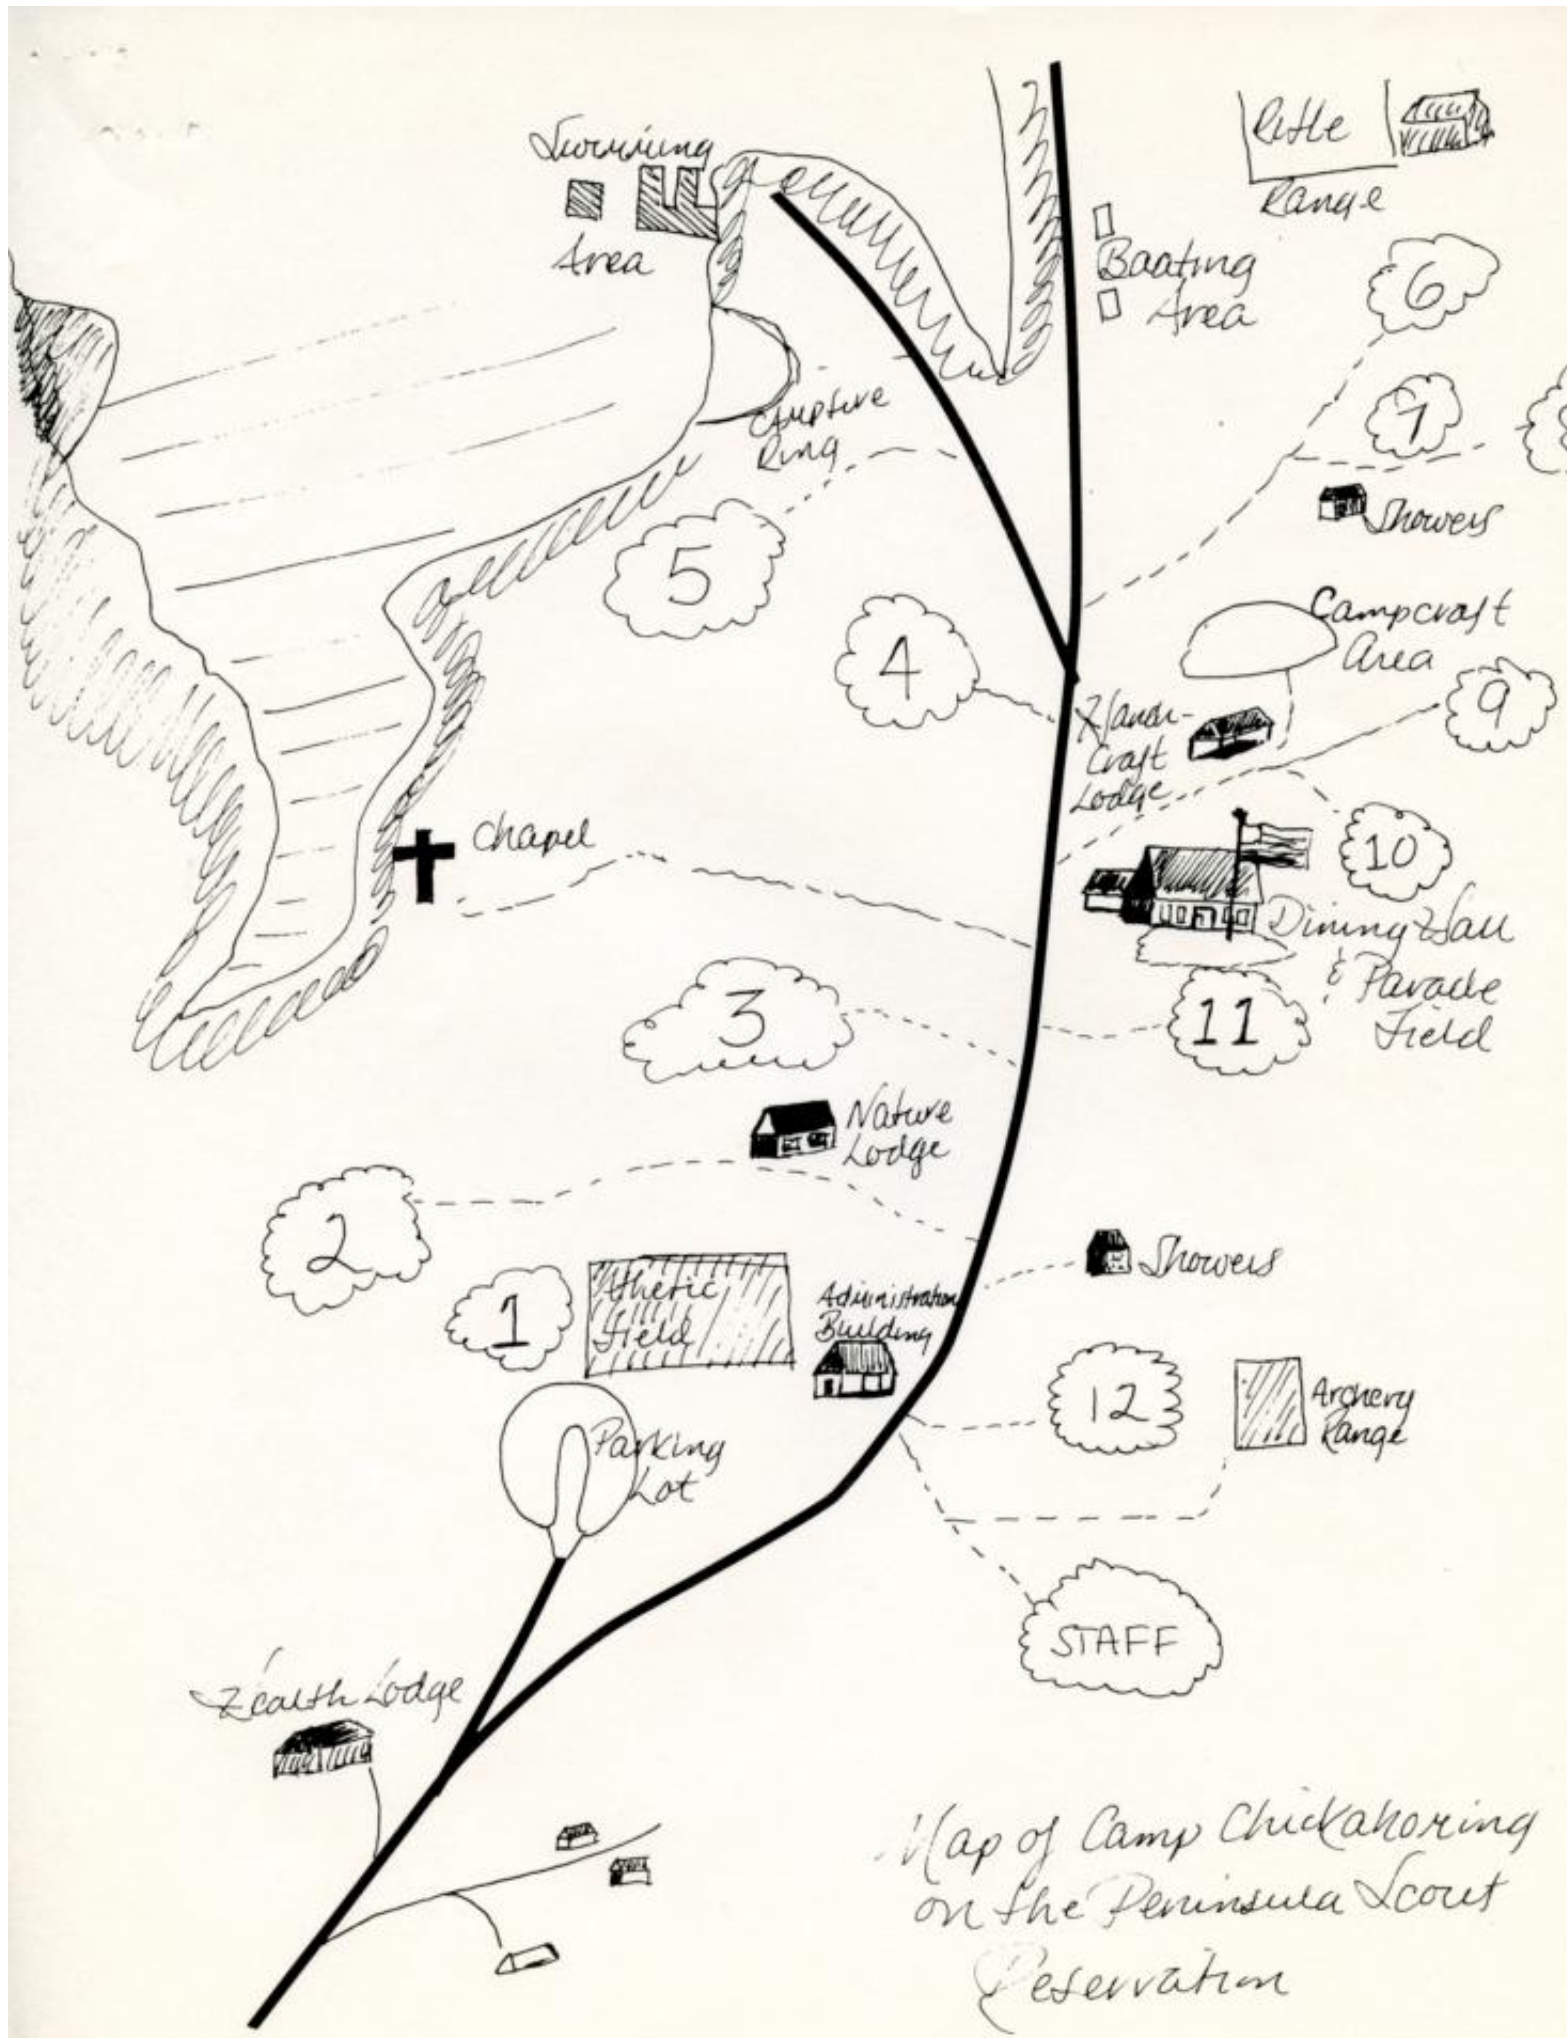 Swimming
Area
Rifle
Range
Boating
Area
6
7
Campfire
Ring
Showers
5
Campcraft
Area
4
9
Handi-
Craft
Lodge
Chapel
10
Dining Hall
& Parade
Field
3
11
Nature
Lodge
2
Showers
1
Athletic
Field
Administration
Building
12
Archery
Range
Parking
Lot
STAFF
Health Lodge
Map of Camp Chickahoming
on the Peninsula Scout
Reservation